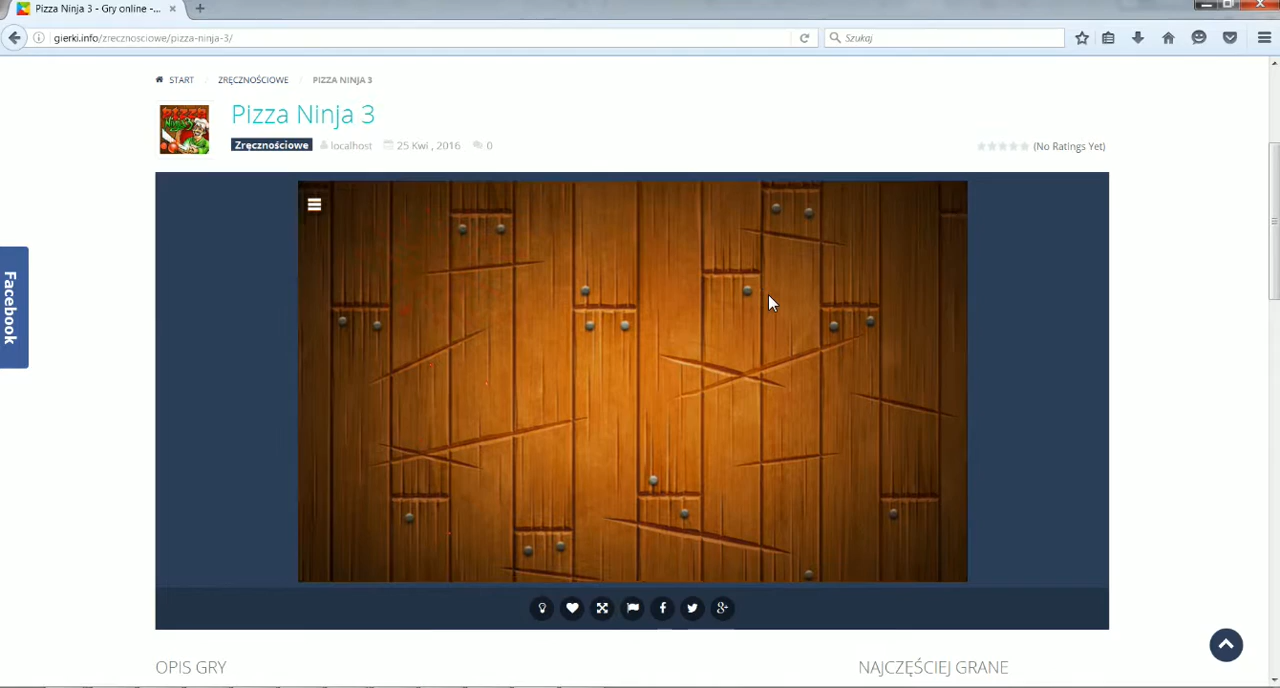 Pizza Ninja 3 - Gry online -...
gierki.info/zrecznosciowe/pizza-ninja-3/
Szukaj
START / ZRĘCZNOŚCIOWE / PIZZA NINJA 3
Pizza Ninja 3
Zręcznościowe localhost 25 Kwi , 2016 0
(No Ratings Yet)
Facebook
OPIS GRY
NAJCZĘŚCIEJ GRANE